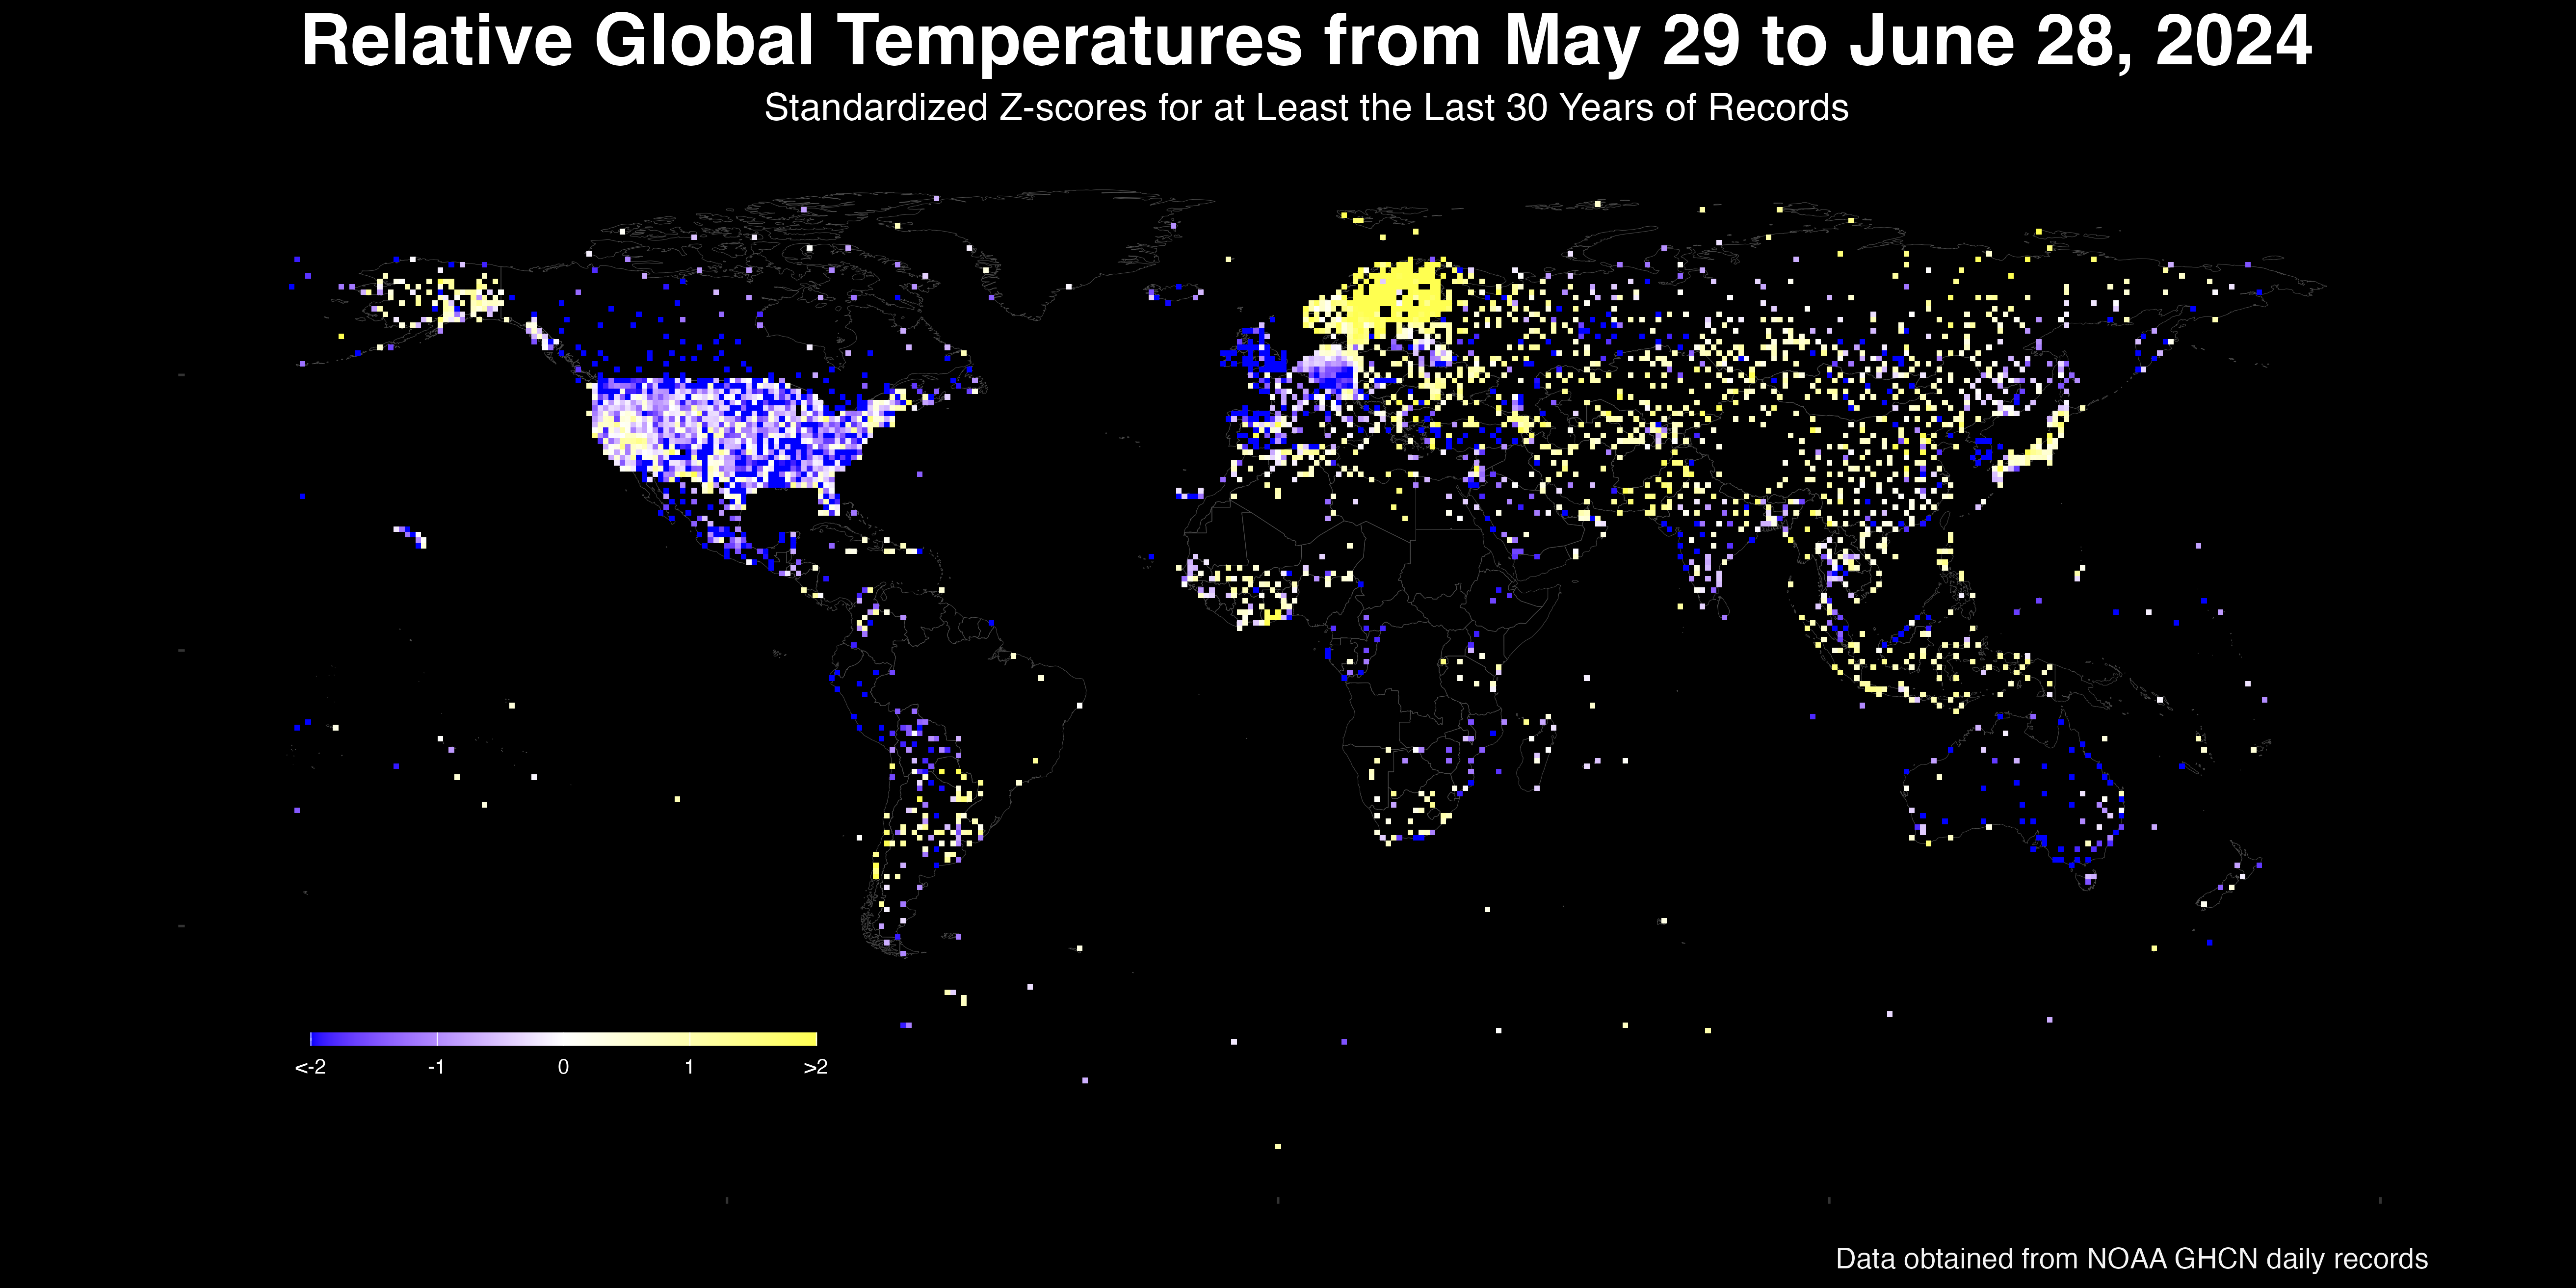 Relative Global Temperatures from May 29 to June 28, 2024
Standardized Z-scores for at Least the Last 30 Years of Records
<-2 -1 0 1 >2
Data obtained from NOAA GHCN daily records